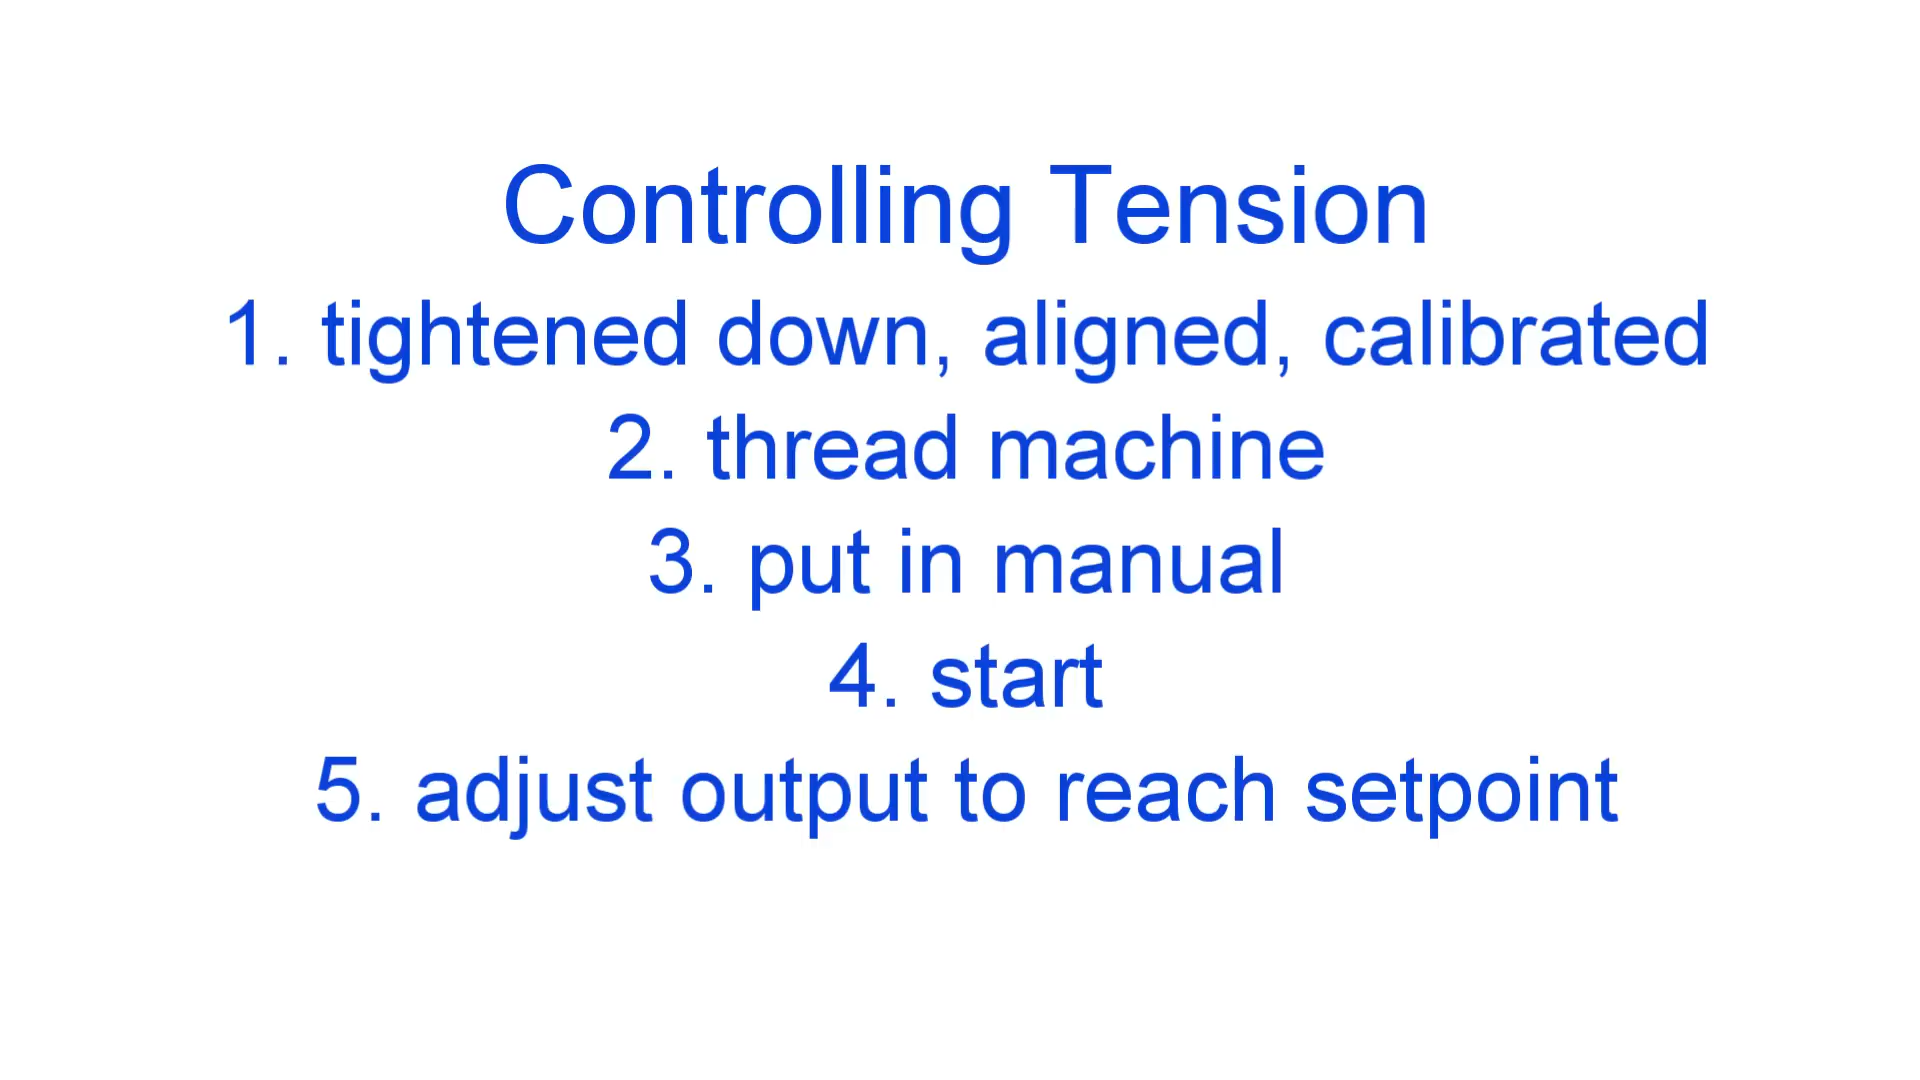 Controlling Tension
1. tightened down, aligned, calibrated
2. thread machine
3. put in manual
4. start
5. adjust output to reach setpoint